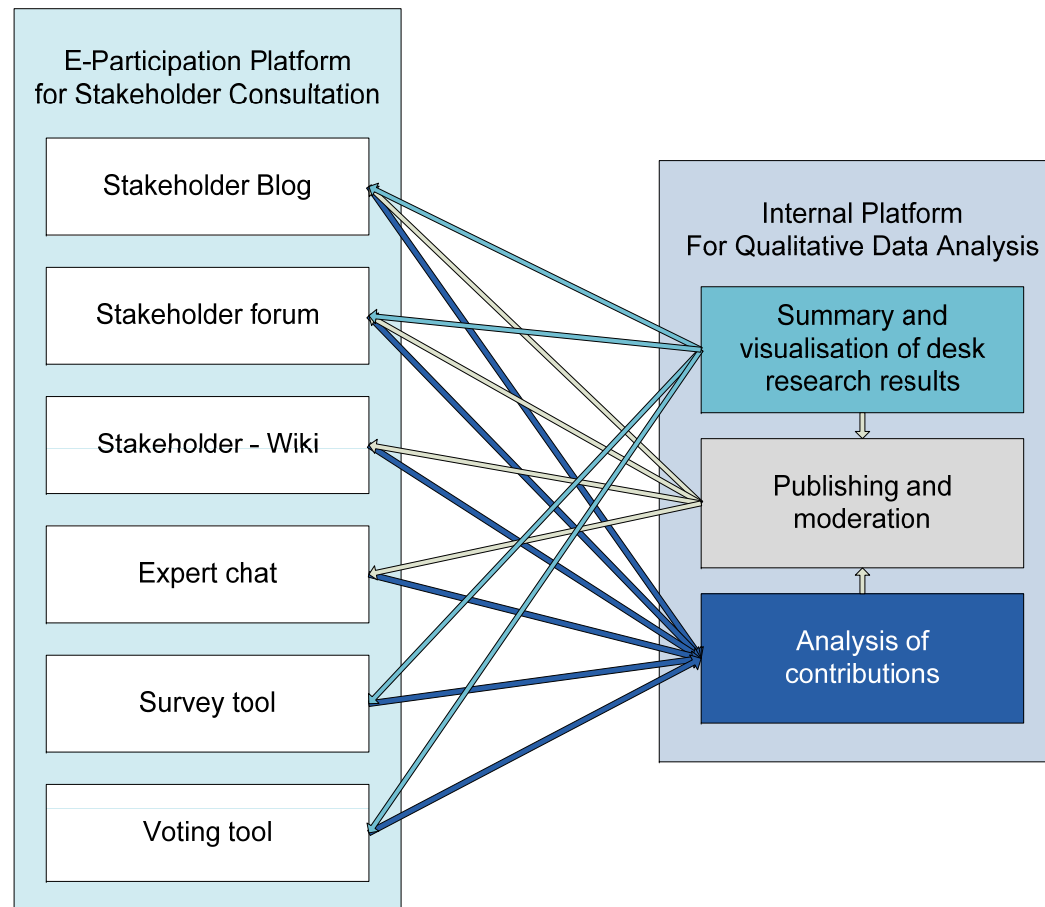 E-Participation Platform
for Stakeholder Consultation
Stakeholder Blog
Stakeholder forum
Stakeholder - Wiki
Expert chat
Survey tool
Voting tool
Internal Platform
For Qualitative Data Analysis
Summary and
visualisation of desk
research results
Publishing and
moderation
Analysis of
contributions